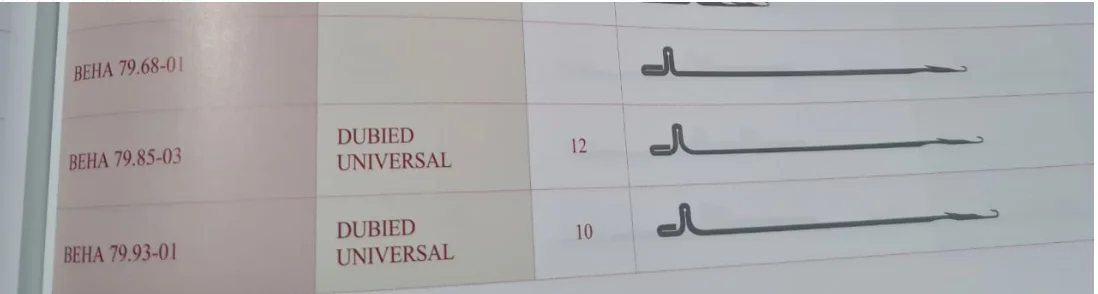 BEHA 79.68-01
BEHA 79.85-03
DUBIED
UNIVERSAL
12
BEHA 79.93-01
DUBIED
UNIVERSAL
10